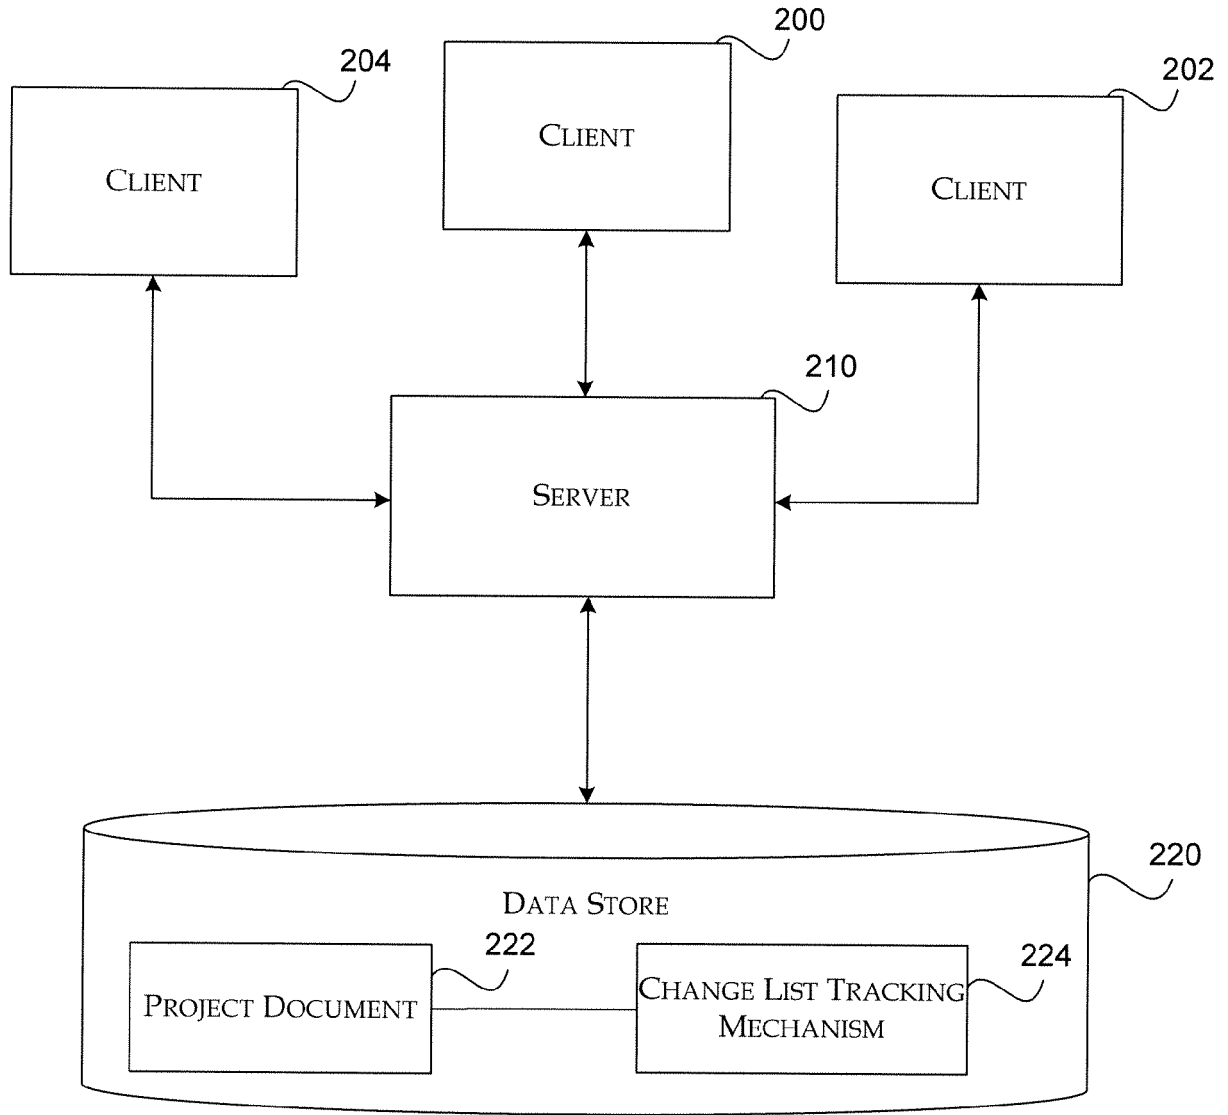 200
204
202
CLIENT
CLIENT
CLIENT
210
SERVER
220
DATA STORE
222
224
PROJECT DOCUMENT
CHANGE LIST TRACKING
MECHANISM